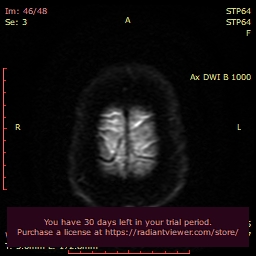 Im: 46/48
Se: 3
A
STP64
STP64
F
Ax DWI B 1000
R
L
You have 30 days left in your trial period.
Purchase a license at https://radiantviewer.com/store/